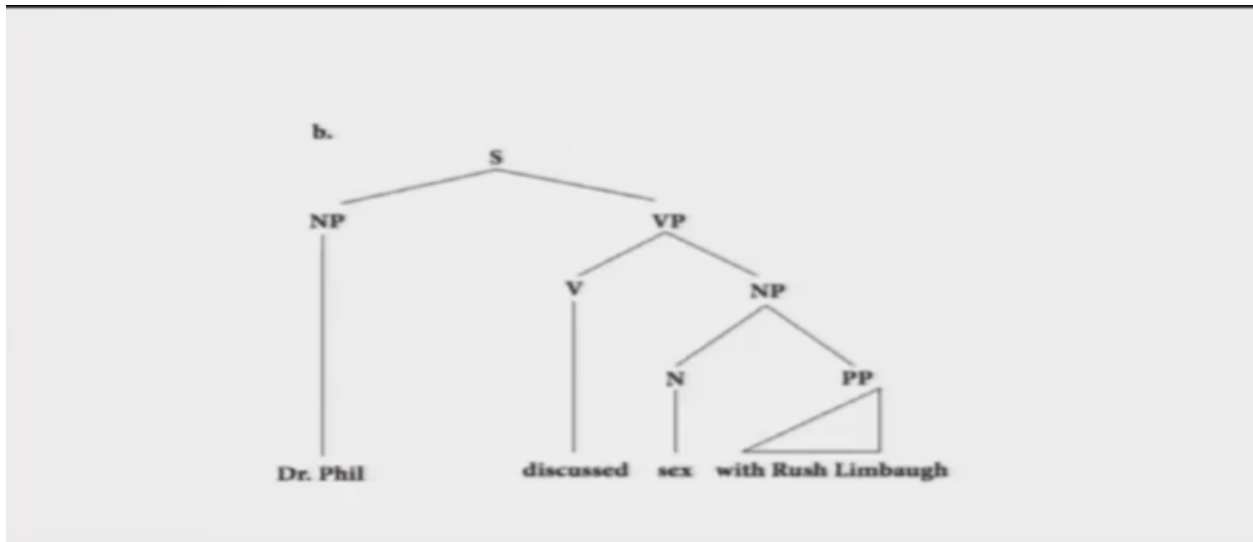 b.
S
NP VP
V NP
N PP
Dr. Phil discussed sex with Rush Limbaugh